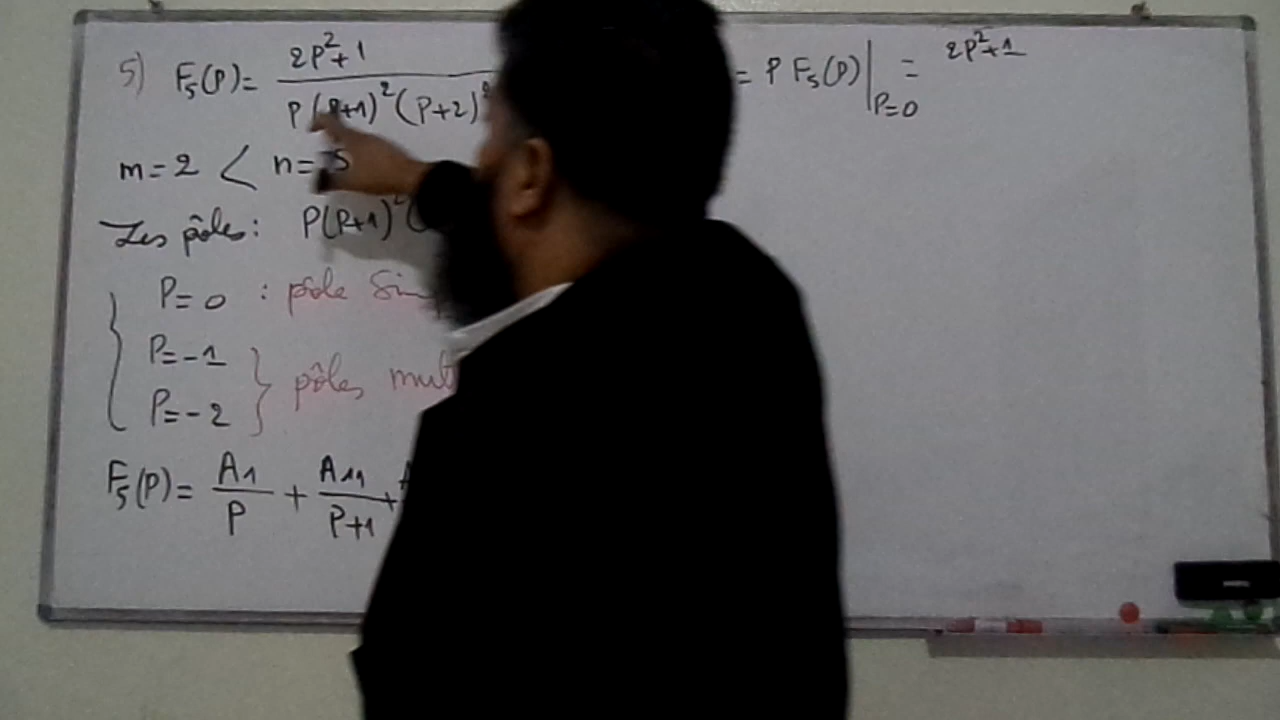 5) F₅(P) = (2P² + 1) / (P (P+1)² (P+2)²
m = 2 < n = 5
Les pôles : P(P+1)² (
P = 0 : pôle
P = -1
P = -2
} pôles
F₅(P) = A₁/P + A₁₁/(P+1) +
= P F₅(P) |P=0 = 2P² + 1